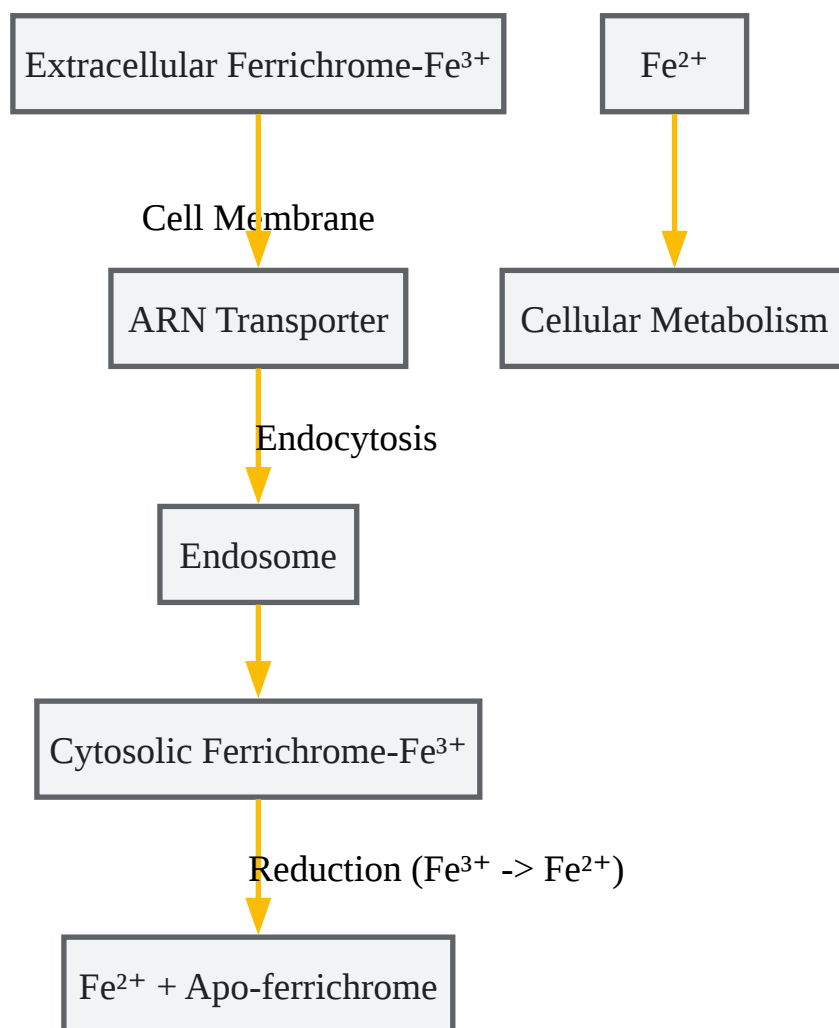 Extracellular Ferrichrome-Fe³⁺
Fe²⁺
Cell Membrane
ARN Transporter
Cellular Metabolism
Endocytosis
Endosome
Cytosolic Ferrichrome-Fe³⁺
Reduction (Fe³⁺ -> Fe²⁺)
Fe²⁺ + Apo-ferrichrome